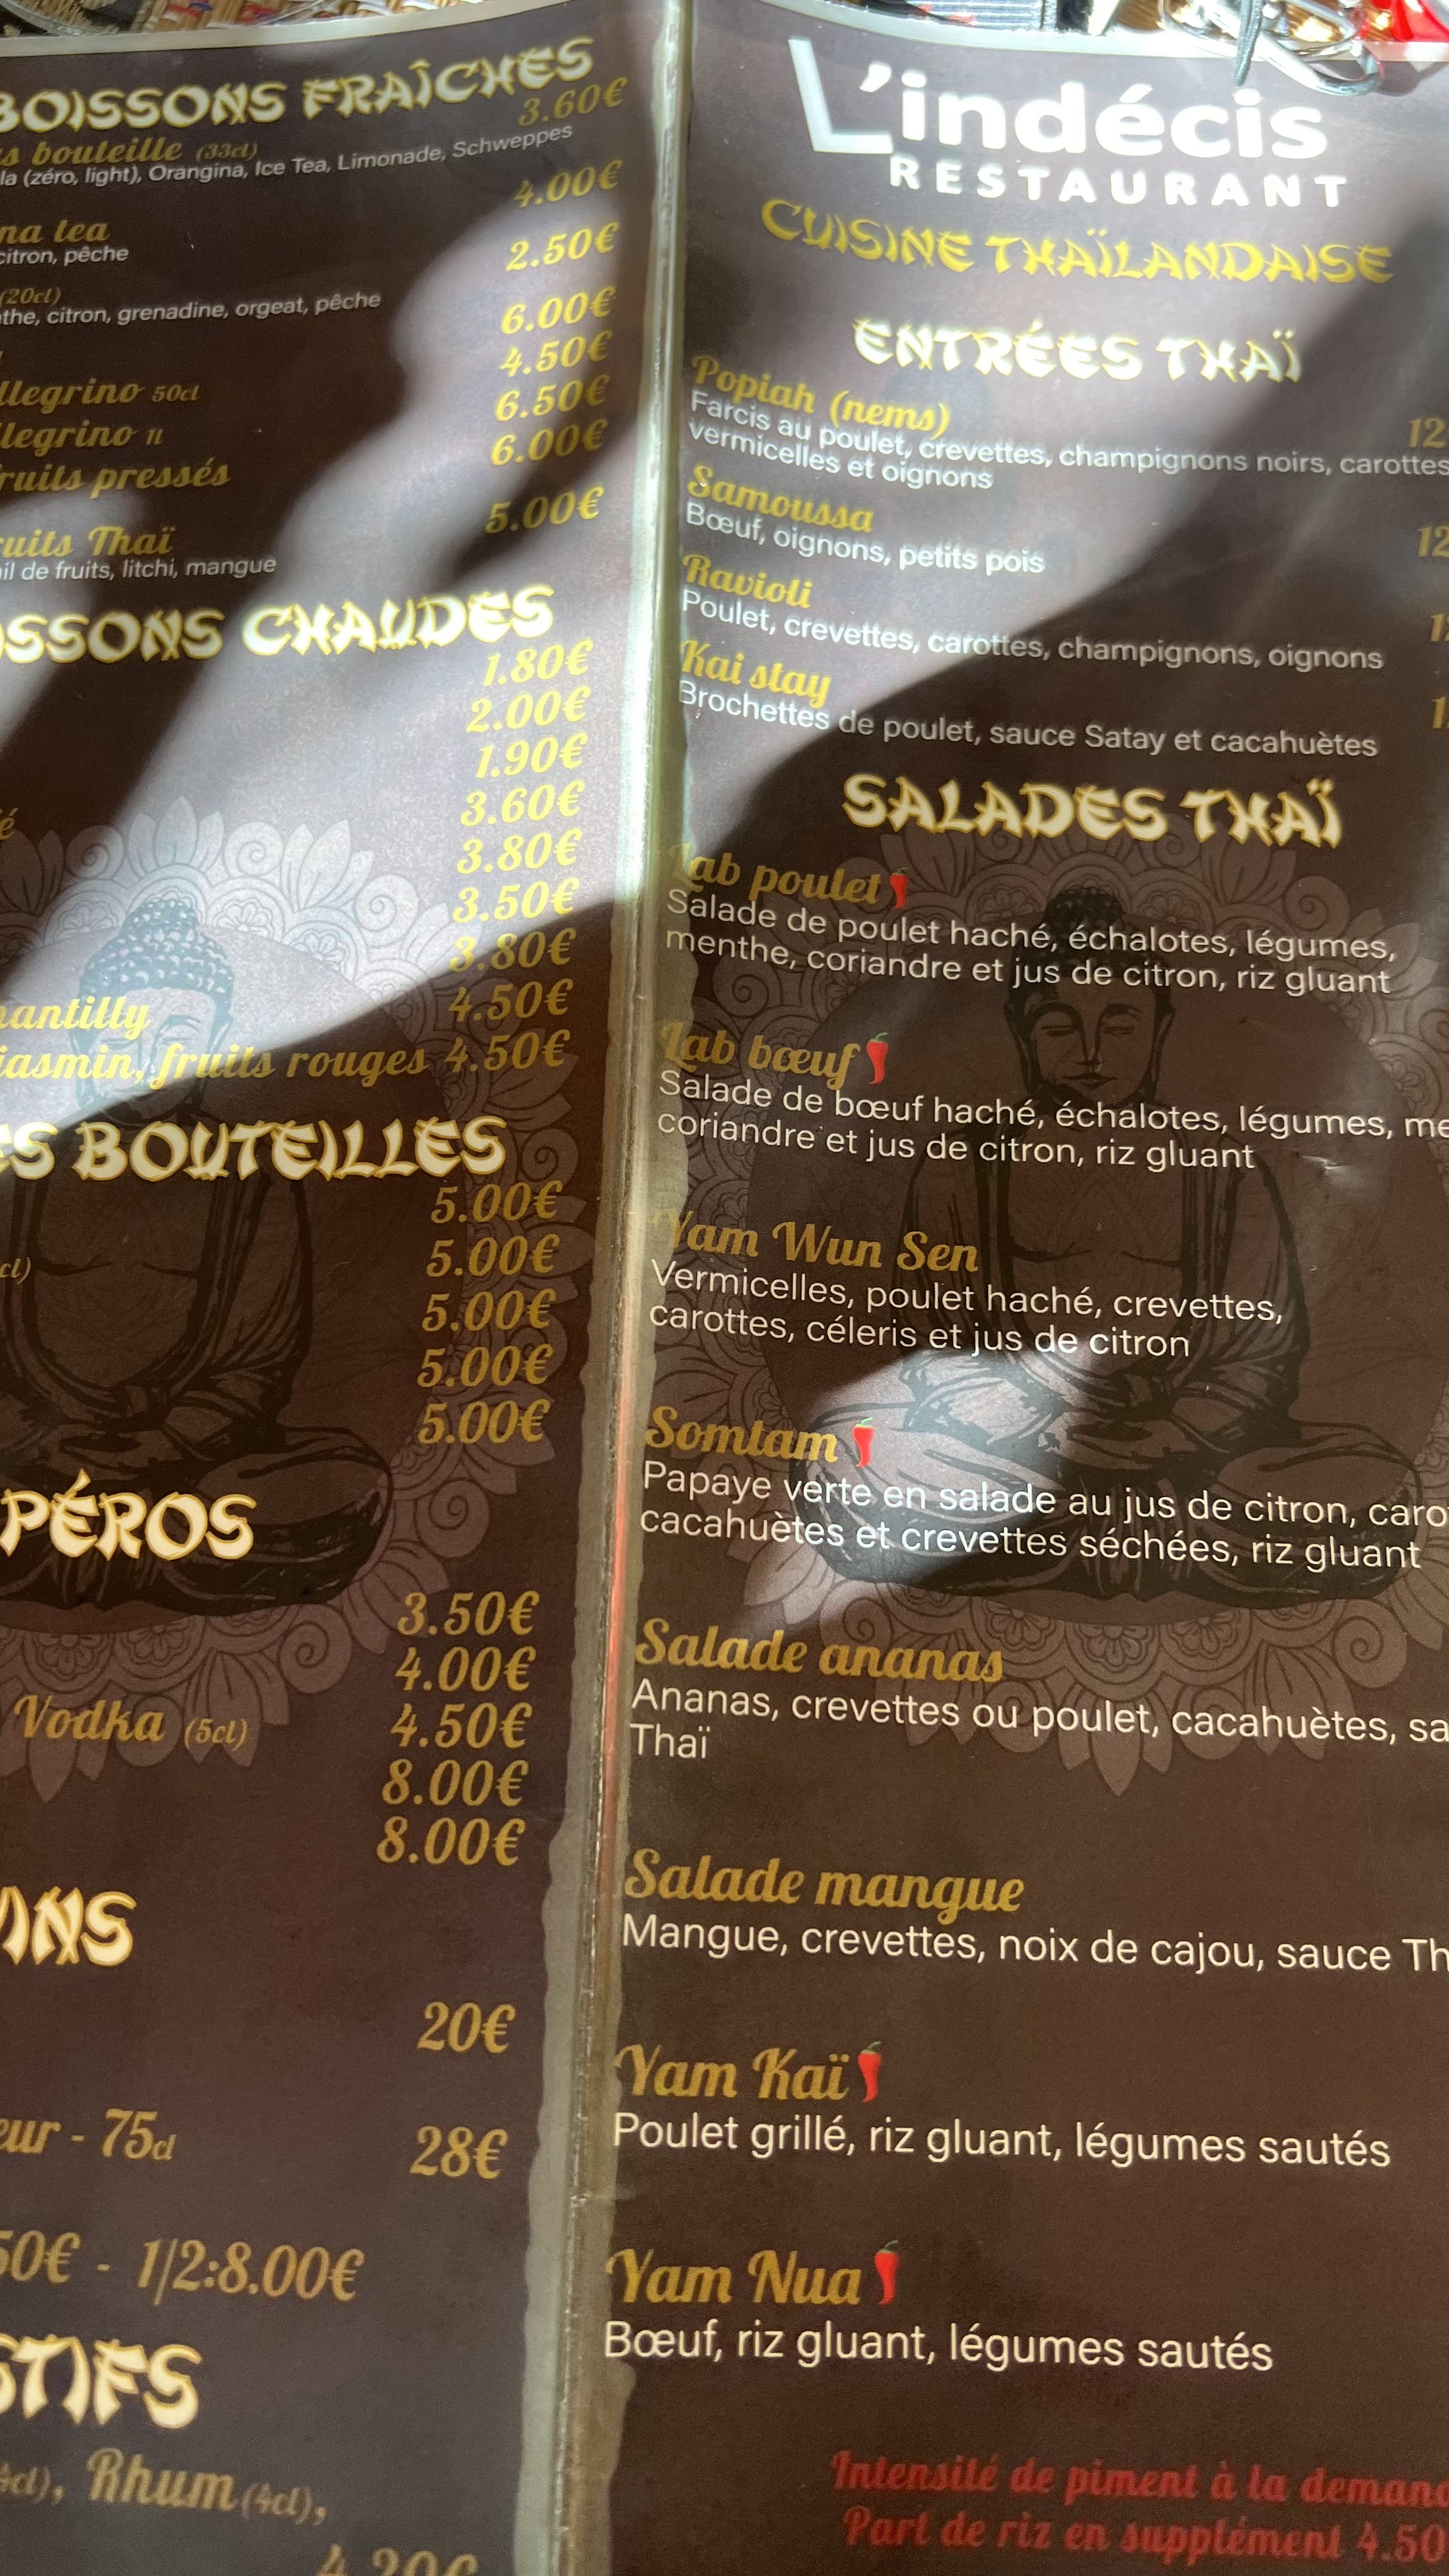 BOISSONS FRAÎCHES
3.60€
bouteille (33cl)
(zéro, light), Orangina, Ice Tea, Limonade, Schweppes
4.00€
tea
citron, pêche
2.50€
(20cl)
citron, grenadine, orgeat, pêche
6.00€
4.50€
50cl
6.50€
1L
6.00€
pressés
5.00€
Thaï
de fruits, litchi, mangue
CHAUDES
1.80€
2.00€
1.90€
3.60€
3.80€
3.50€
3.80€
4.50€
fruits rouges 4.50€
BOUTEILLES
5.00€
5.00€
cl)
5.00€
5.00€
5.00€
PÉROS
3.50€
4.00€
Vodka (5cl) 4.50€
8.00€
8.00€
20€
- 75cl
28€
50€ - 1/2:8.00€
STIFS
Rhum (4cl),
L'indécis
RESTAURANT
CUISINE THAÏLANDAISE
ENTRÉES THAÏ
Popiah (nems) 12
Farcis au poulet, crevettes, champignons noirs, carottes
vermicelles et oignons
Samoussa 12
Bœuf, oignons, petits pois
Ravioli
Poulet, crevettes, carottes, champignons, oignons
Kai stay
Brochettes de poulet, sauce Satay et cacahuètes
SALADES THAÏ
Lab poulet
Salade de poulet haché, échalotes, légumes,
menthe, coriandre et jus de citron, riz gluant
Lab bœuf
Salade de bœuf haché, échalotes, légumes, me
coriandre et jus de citron, riz gluant
Yam Wun Sen
Vermicelles, poulet haché, crevettes,
carottes, céleris et jus de citron
Somtam
Papaye verte en salade au jus de citron, caro
cacahuètes et crevettes séchées, riz gluant
Salade ananas
Ananas, crevettes ou poulet, cacahuètes, sa
Thaï
Salade mangue
Mangue, crevettes, noix de cajou, sauce Th
Yam Kaï
Poulet grillé, riz gluant, légumes sautés
Yam Nua
Bœuf, riz gluant, légumes sautés
Intensité de piment à la deman
Part de riz en supplément 4.50